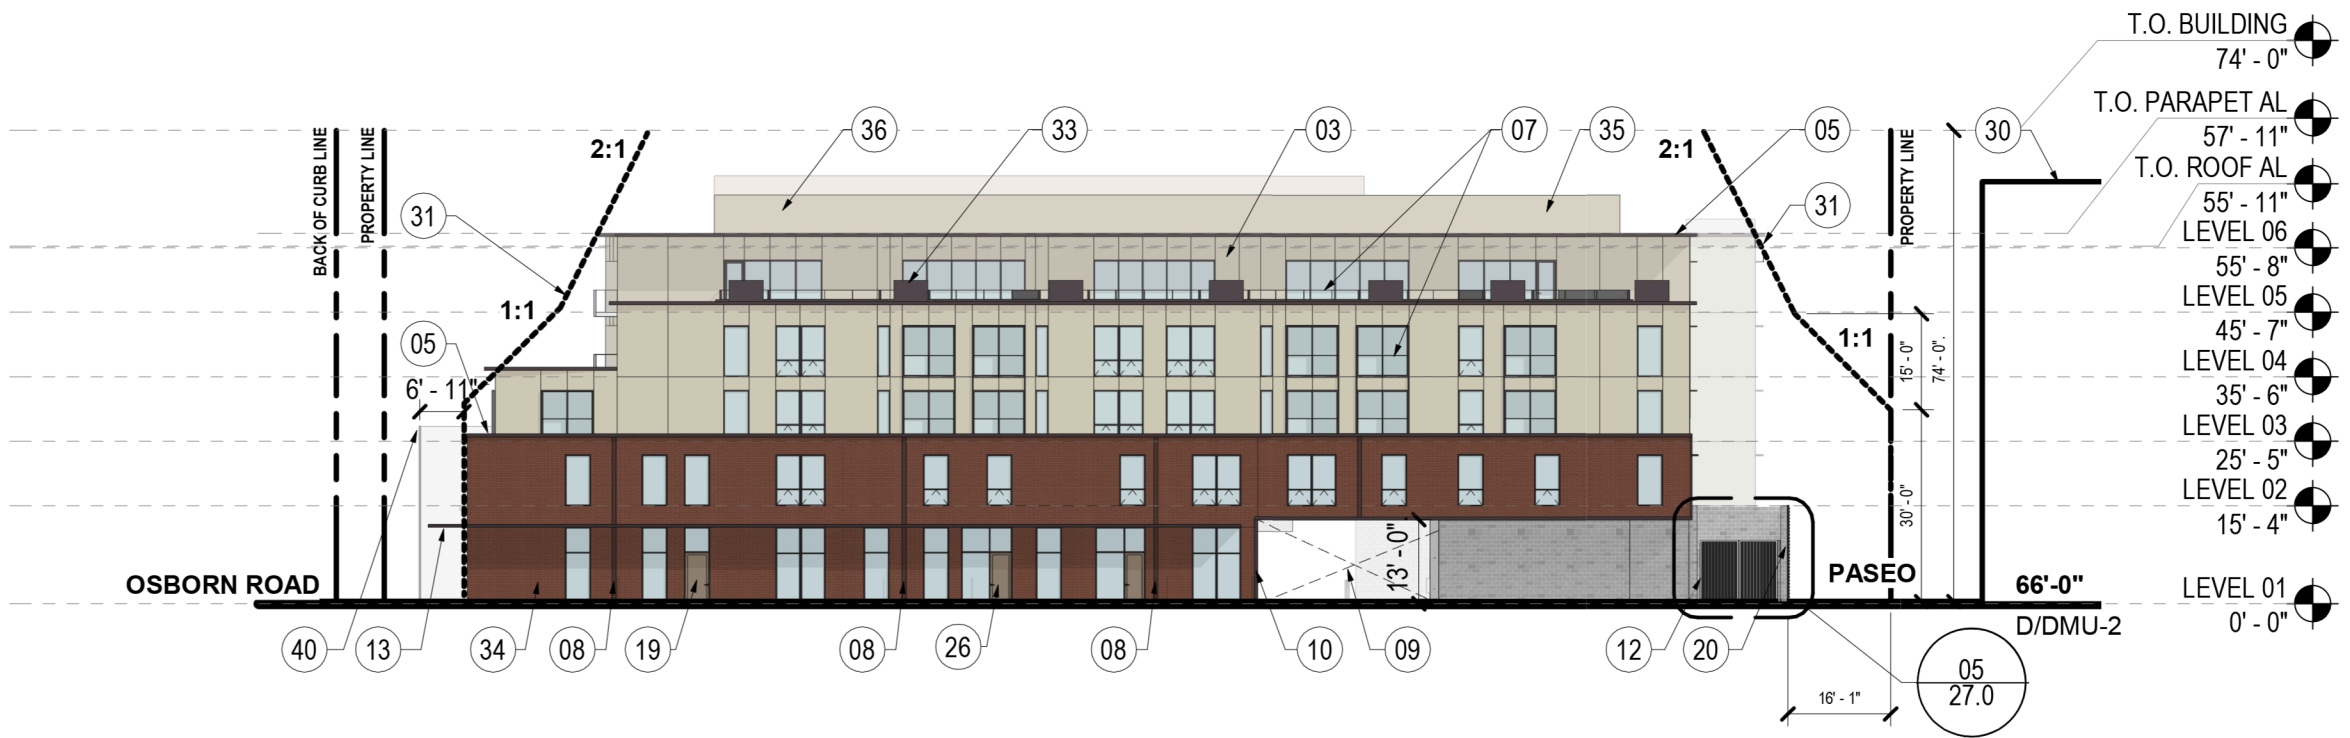 T.O. BUILDING
74' - 0"
T.O. PARAPET AL
57' - 11"
T.O. ROOF AL
55' - 11"
LEVEL 06
55' - 8"
LEVEL 05
45' - 7"
LEVEL 04
35' - 6"
LEVEL 03
25' - 5"
LEVEL 02
15' - 4"
LEVEL 01
0' - 0"
36
33
03
07
35
05
30
BACK OF CURB LINE
PROPERTY LINE
2:1
2:1
PROPERTY LINE
31
31
1:1
1:1
05
6' - 11"
15' - 0"
74' - 0".
30' - 0"
13' - 0"
OSBORN ROAD
PASEO
66'-0"
D/DMU-2
40
13
34
08
19
08
26
08
10
09
12
20
05
27.0
16' - 1"